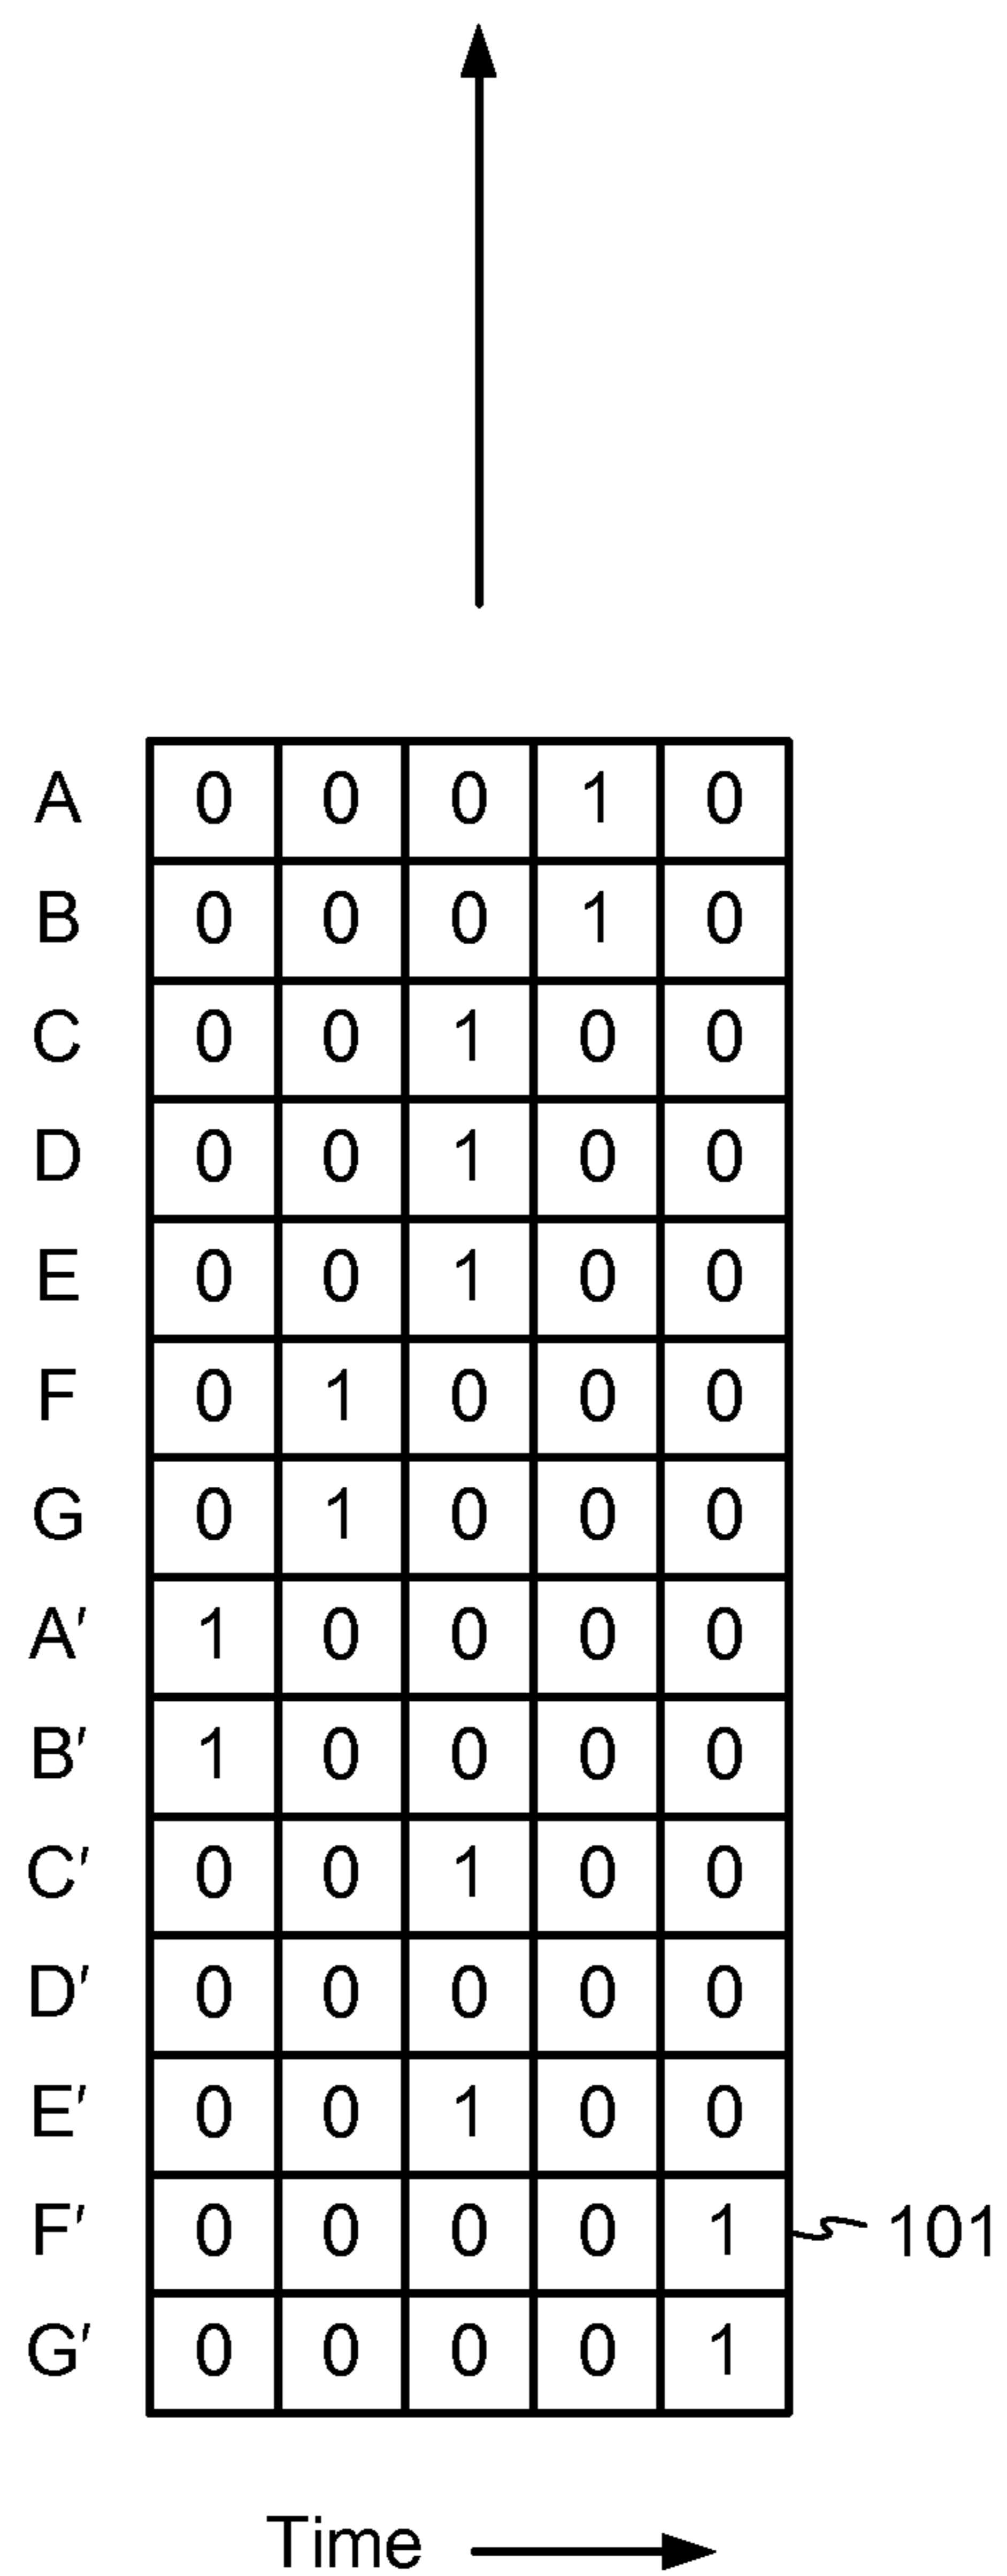 A 0 0 0 1 0
B 0 0 0 1 0
C 0 0 1 0 0
D 0 0 1 0 0
E 0 0 1 0 0
F 0 1 0 0 0
G 0 1 0 0 0
A′ 1 0 0 0 0
B′ 1 0 0 0 0
C′ 0 0 1 0 0
D′ 0 0 0 0 0
E′ 0 0 1 0 0
F′ 0 0 0 0 1 101
G′ 0 0 0 0 1
Time